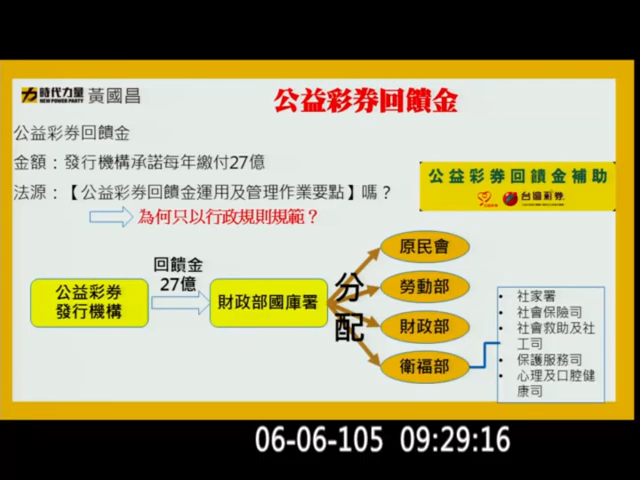 時代力量
NEW POWER PARTY
黃國昌
公益彩券回饋金
公益彩券回饋金
金額：發行機構承諾每年繳付27億
法源：【公益彩券回饋金運用及管理作業要點】嗎？
為何只以行政規則規範？
公益彩券回饋金補助
台灣彩券
公益彩券
發行機構
回饋金
27億
財政部國庫署
分
配
原民會
勞動部
財政部
衛福部
• 社家署
• 社會保險司
• 社會救助及社
工司
• 保護服務司
• 心理及口腔健
康司
06-06-105 09:29:16